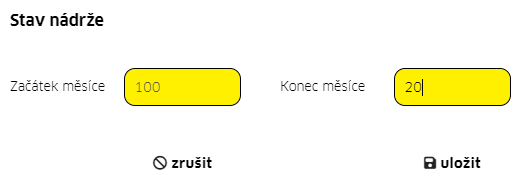 Stav nádrže
Začátek měsíce 100 Konec měsíce 20
zrušit uložit